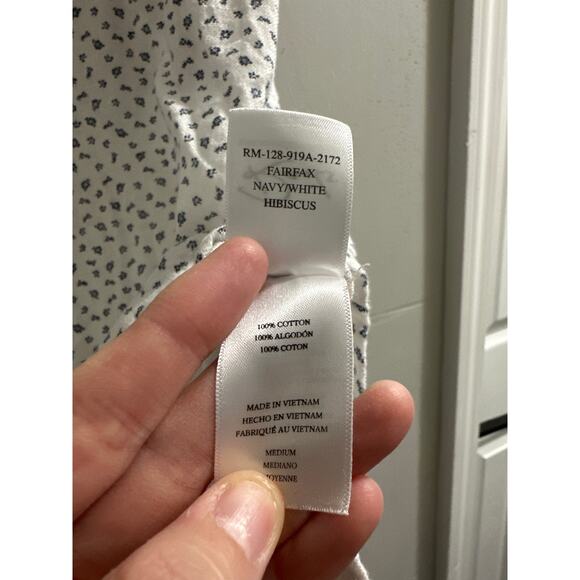 RM-128-919A-2172
FAIRFAX
NAVY/WHITE
HIBISCUS
100% COTTON
100% ALGODÓN
100% COTON
MADE IN VIETNAM
HECHO EN VIETNAM
FABRIQUÉ AU VIETNAM
MEDIUM
MEDIANO
OYENNE